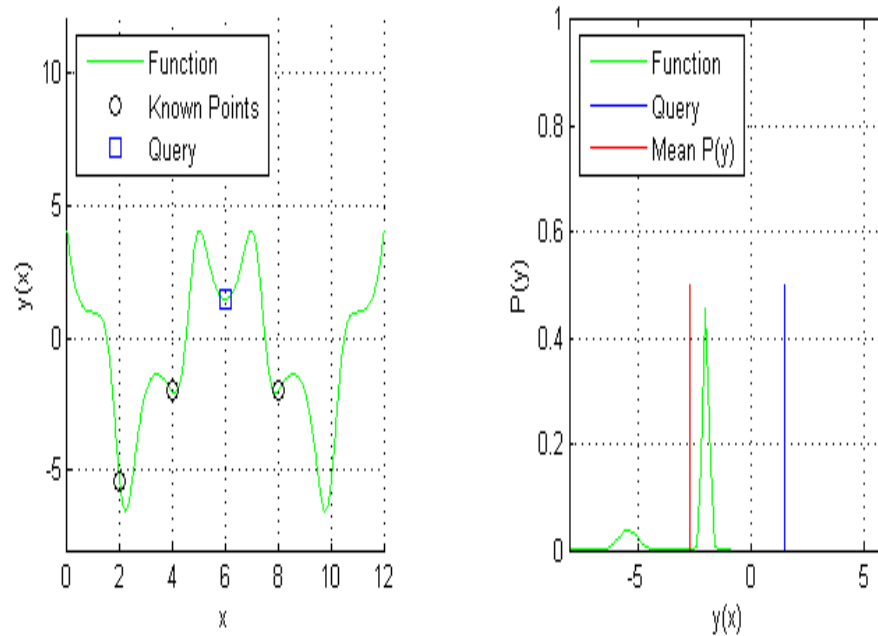 Function
Known Points
Query
10
5
0
-5
y(x)
0 2 4 6 8 10 12
x
Function
Query
Mean P(y)
1
0.8
0.6
0.4
0.2
0
P(y)
-5 0 5
y(x)